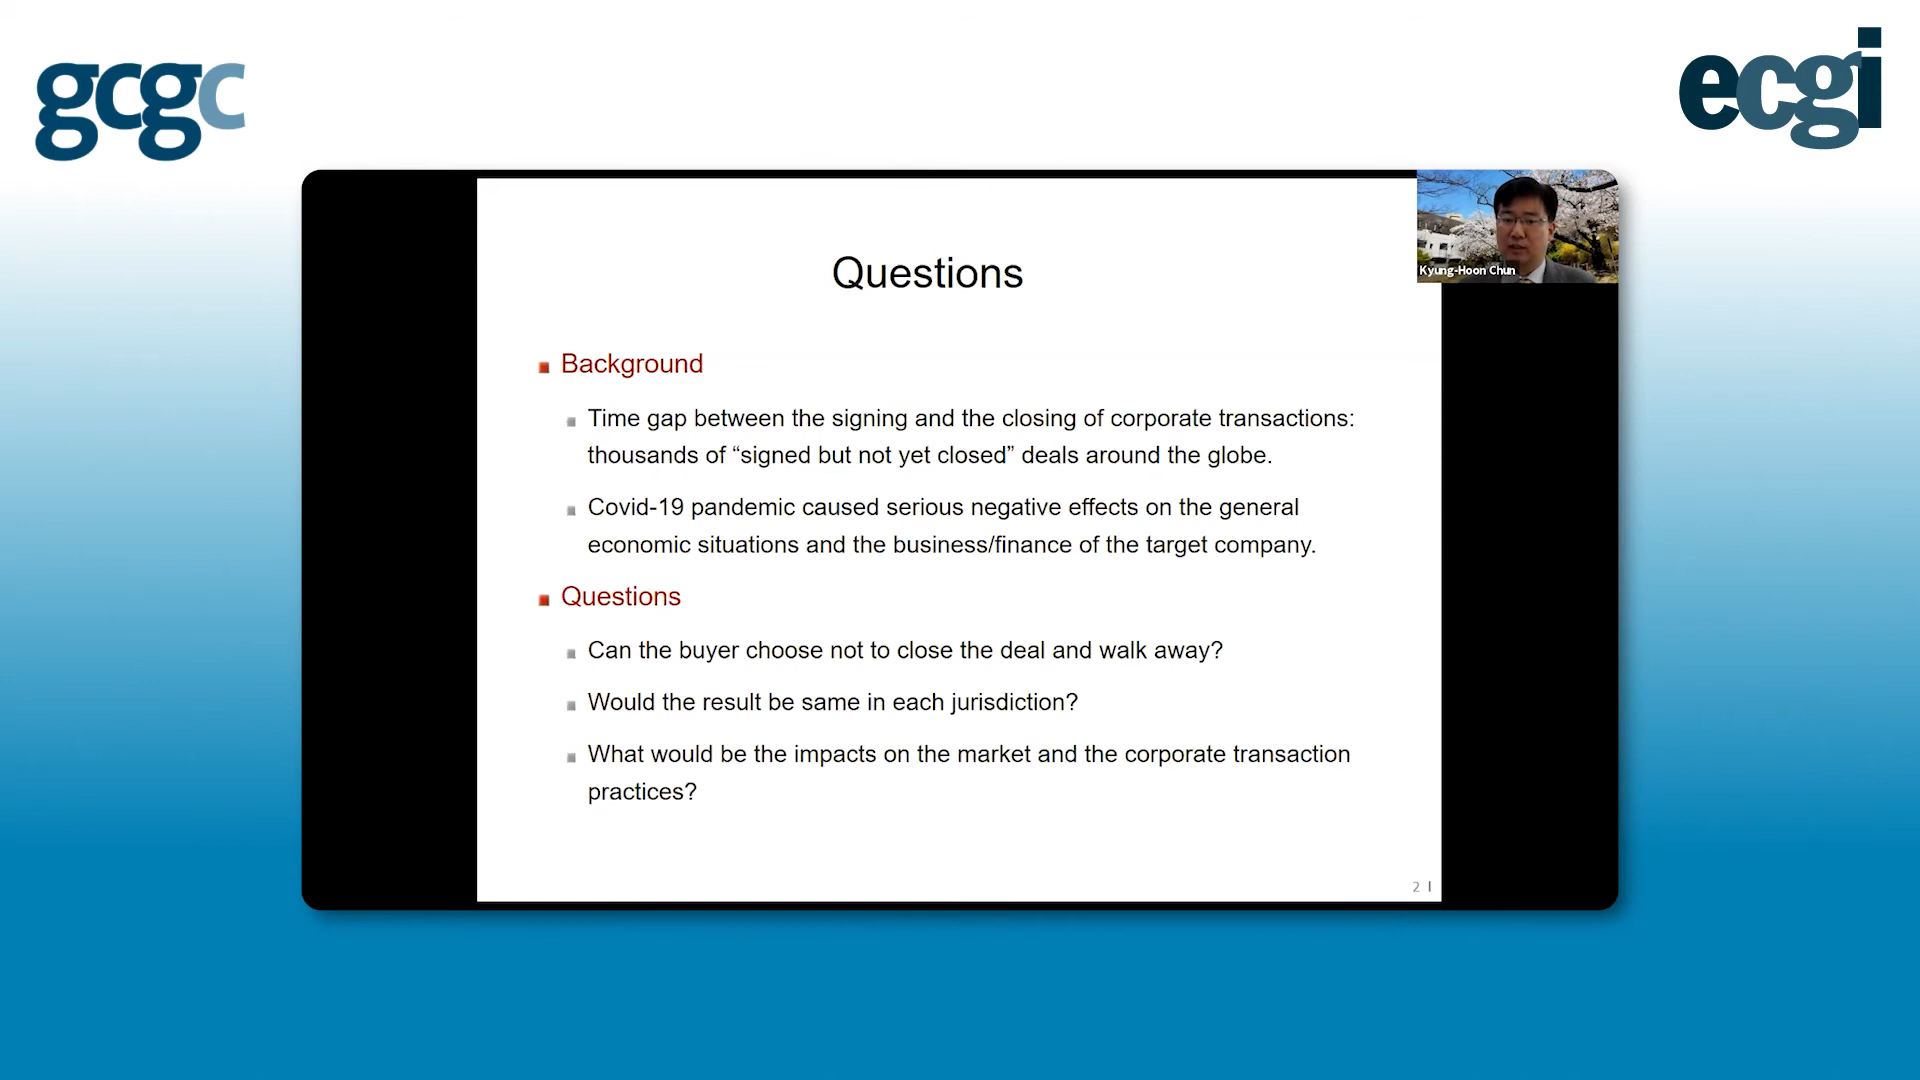 gcgc
ecgi
Kyung-Hoon Chun
Questions
Background
Time gap between the signing and the closing of corporate transactions:
thousands of “signed but not yet closed” deals around the globe.
Covid-19 pandemic caused serious negative effects on the general
economic situations and the business/finance of the target company.
Questions
Can the buyer choose not to close the deal and walk away?
Would the result be same in each jurisdiction?
What would be the impacts on the market and the corporate transaction
practices?
2 |